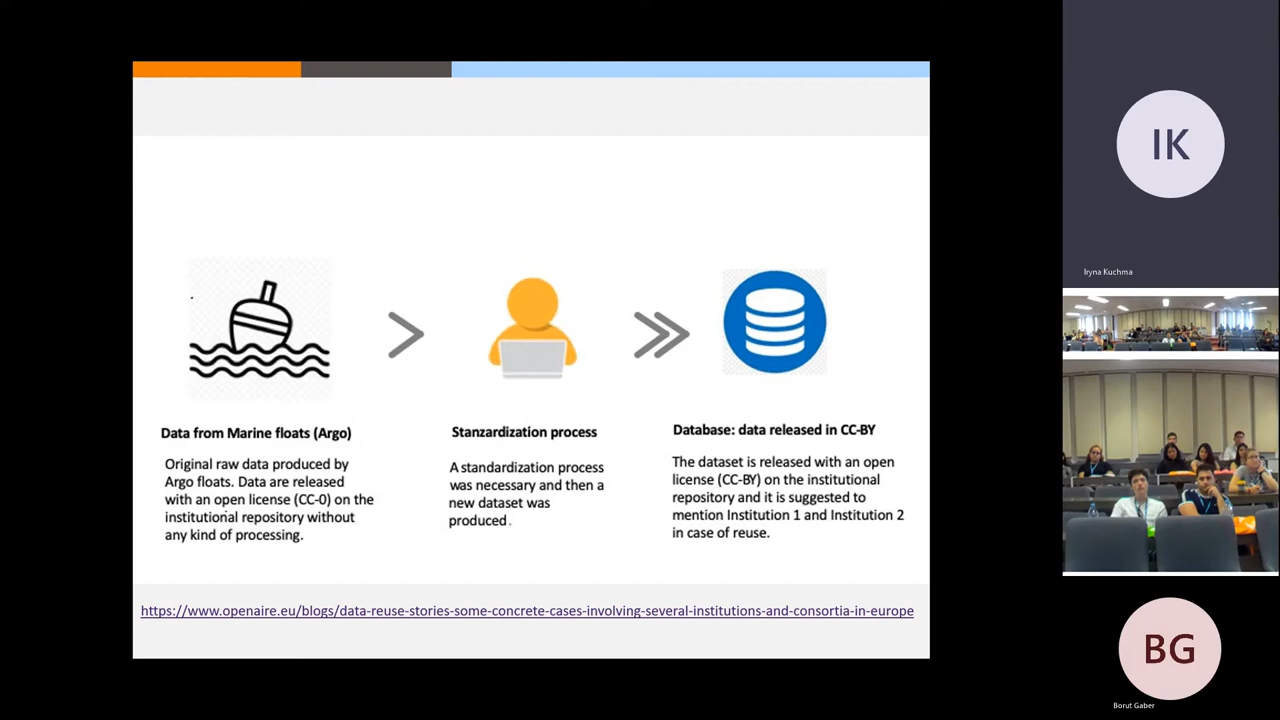 Data from Marine floats (Argo)
Original raw data produced by
Argo floats. Data are released
with an open license (CC-0) on the
institutional repository without
any kind of processing.
Stanzardization process
A standardization process
was necessary and then a
new dataset was
produced.
Database: data released in CC-BY
The dataset is released with an open
license (CC-BY) on the institutional
repository and it is suggested to
mention Institution 1 and Institution 2
in case of reuse.
https://www.openaire.eu/blogs/data-reuse-stories-some-concrete-cases-involving-several-institutions-and-consortia-in-europe
IK
Iryna Kuchma
BG
Borut Gaber